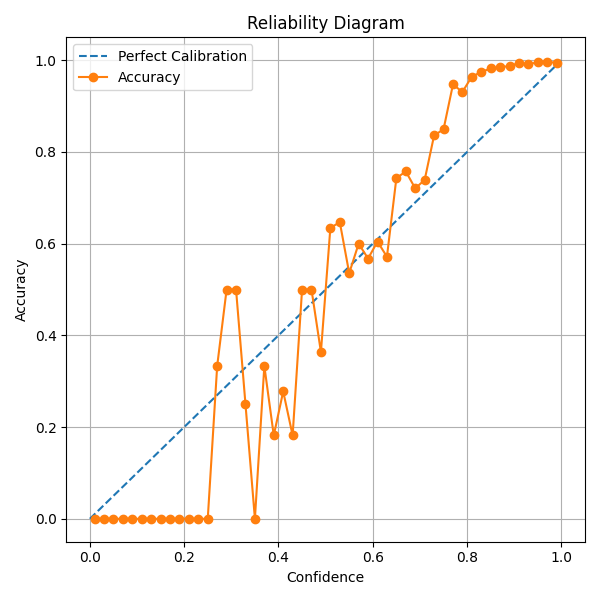 Reliability Diagram
Perfect Calibration
Accuracy
Accuracy
1.0
0.8
0.6
0.4
0.2
0.0
0.0 0.2 0.4 0.6 0.8 1.0
Confidence